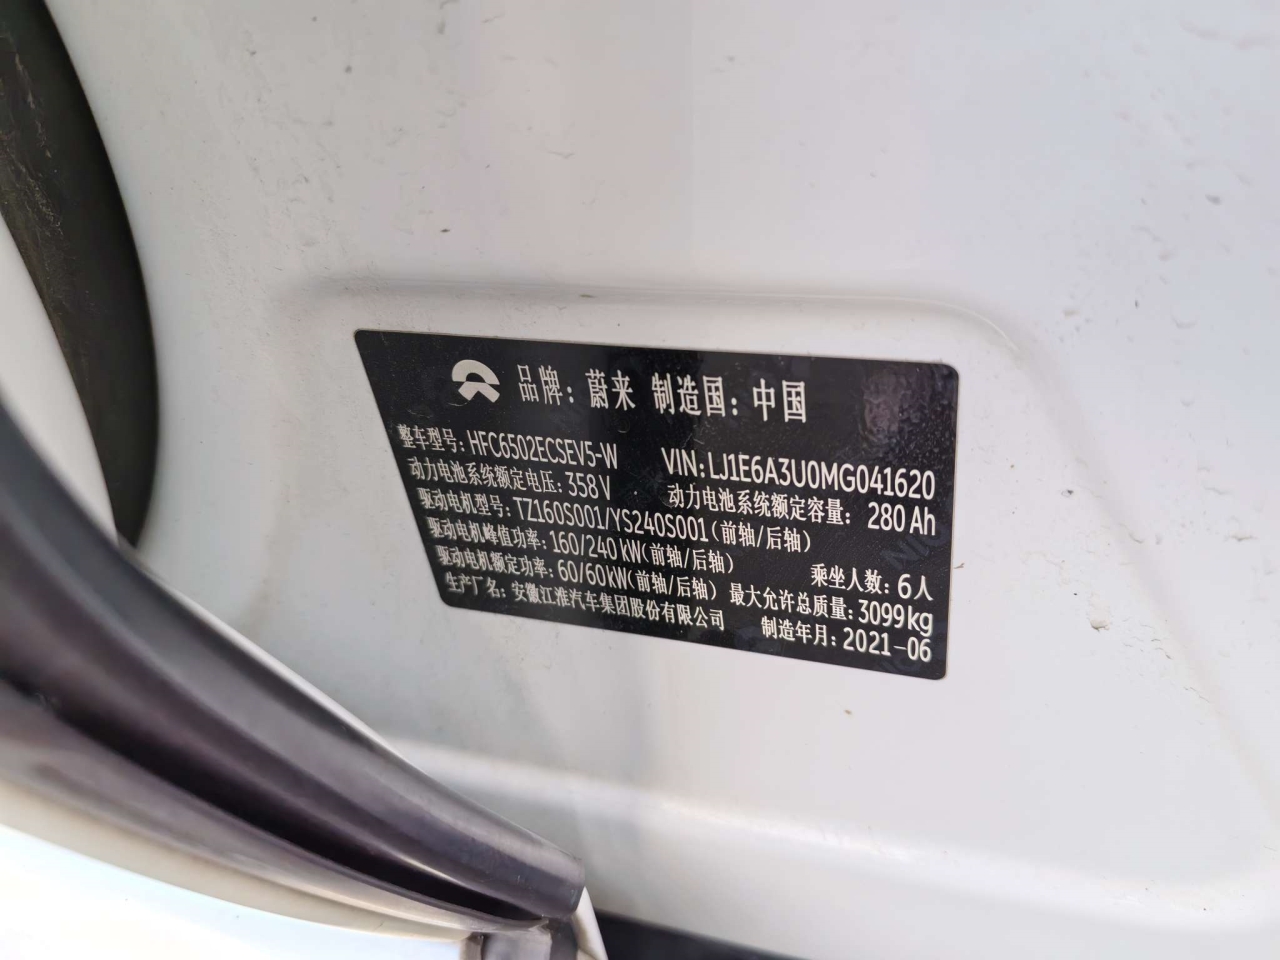 品牌：蔚来 制造国：中国
整车型号：HFC6502ECSEV5-W VIN：LJ1E6A3U0MG041620
动力电池系统额定电压：358V 动力电池系统额定容量：280Ah
驱动电机型号：TZ160S001/YS240S001（前轴/后轴）
驱动电机峰值功率：160/240kW（前轴/后轴） 乘坐人数：6人
驱动电机额定功率：60/60kW（前轴/后轴） 最大允许总质量：3099kg
生产厂名：安徽江淮汽车集团股份有限公司 制造年月：2021-06